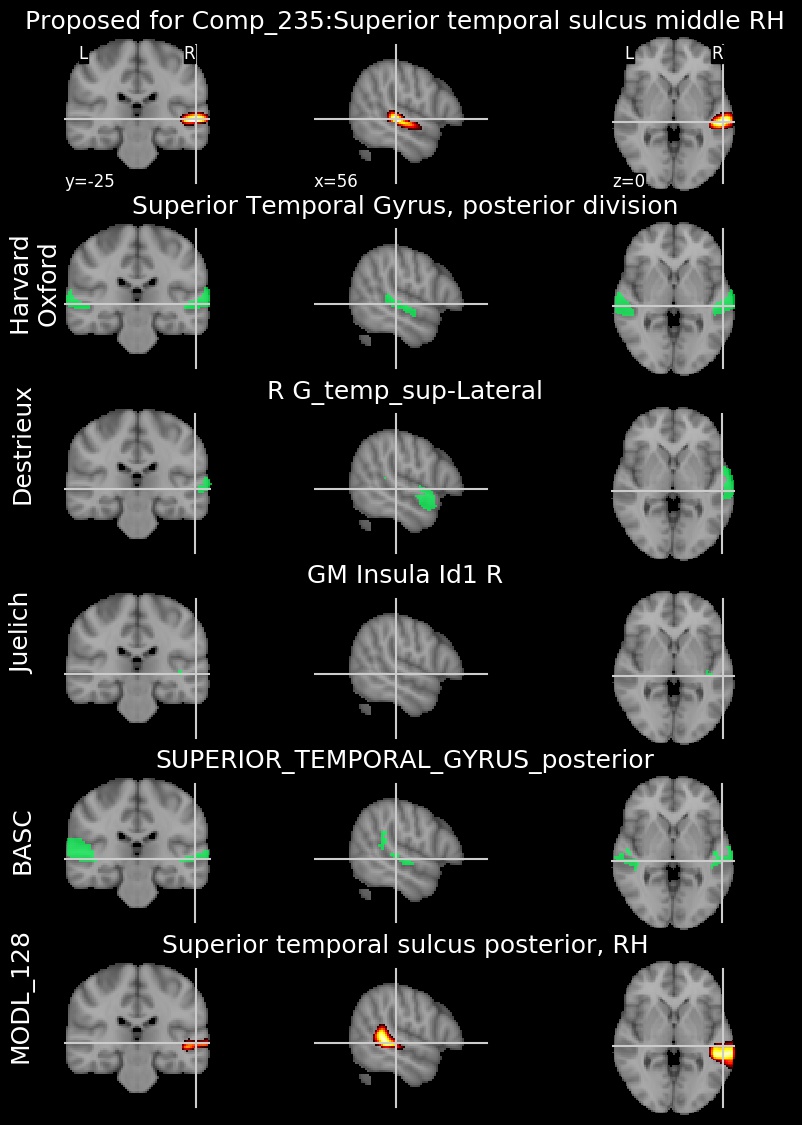 Proposed for Comp_235:Superior temporal sulcus middle RH
L R
L R
y=-25
x=56
z=0
Superior Temporal Gyrus, posterior division
Harvard
Oxford
R G_temp_sup-Lateral
Destrieux
GM Insula Id1 R
Juelich
SUPERIOR_TEMPORAL_GYRUS_posterior
BASC
Superior temporal sulcus posterior, RH
MODL_128